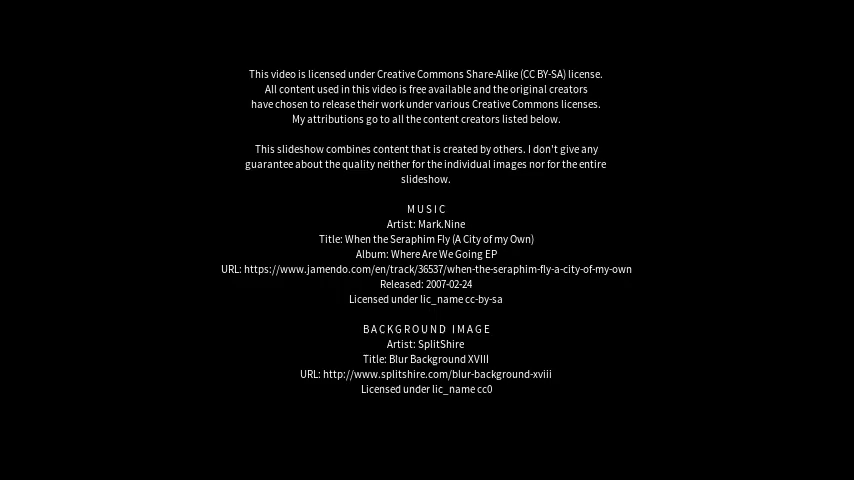 This video is licensed under Creative Commons Share-Alike (CC BY-SA) license.
All content used in this video is free available and the original creators
have chosen to release their work under various Creative Commons licenses.
My attributions go to all the content creators listed below.
This slideshow combines content that is created by others. I don't give any
guarantee about the quality neither for the individual images nor for the entire
slideshow.
MUSIC
Artist: Mark.Nine
Title: When the Seraphim Fly (A City of my Own)
Album: Where Are We Going EP
URL: https://www.jamendo.com/en/track/36537/when-the-seraphim-fly-a-city-of-my-own
Released: 2007-02-24
Licensed under lic_name cc-by-sa
BACKGROUND IMAGE
Artist: SplitShire
Title: Blur Background XVIII
URL: http://www.splitshire.com/blur-background-xviii
Licensed under lic_name cc0